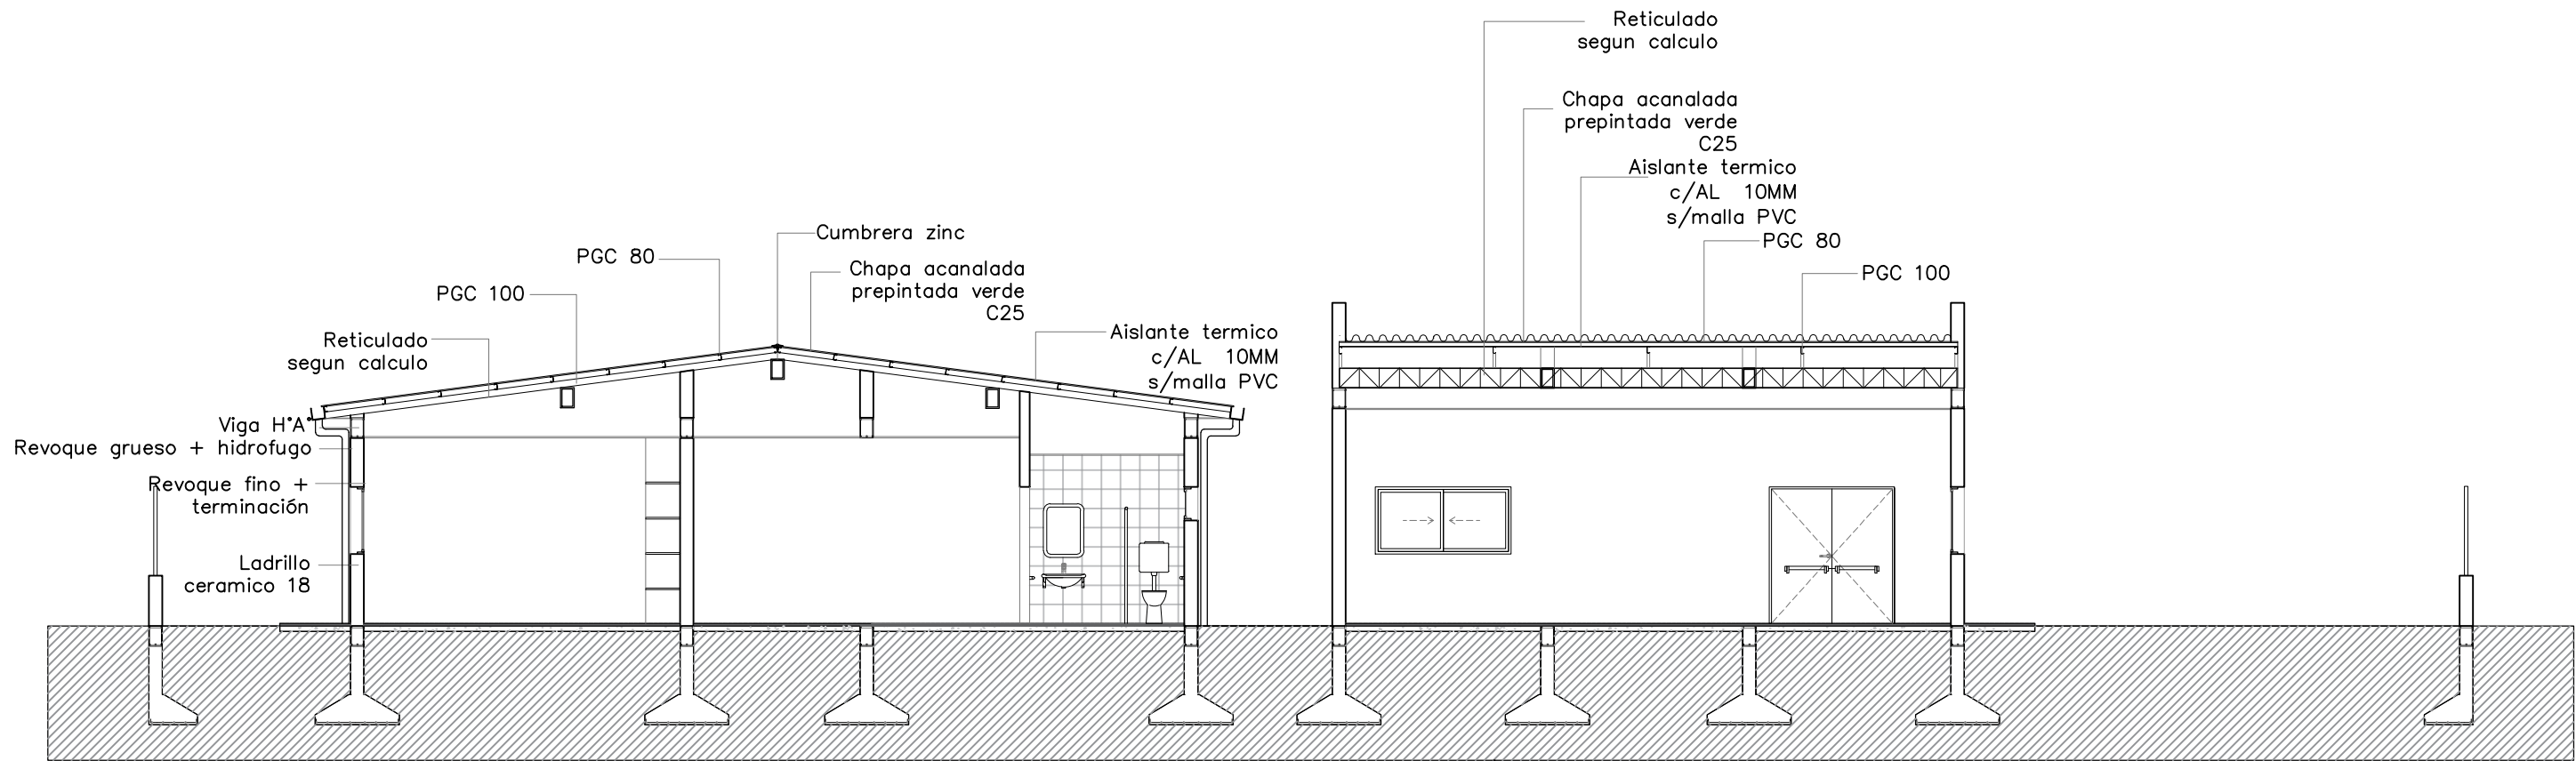 Reticulado
segun calculo
Chapa acanalada
prepintada verde
C25
Aislante termico
c/AL 10MM
s/malla PVC
PGC 80
PGC 100
Cumbrera zinc
PGC 80
Chapa acanalada
prepintada verde
C25
PGC 100
Aislante termico
c/AL 10MM
s/malla PVC
Reticulado
segun calculo
Viga H°A°
Revoque grueso + hidrofugo
Revoque fino +
terminación
Ladrillo
ceramico 18